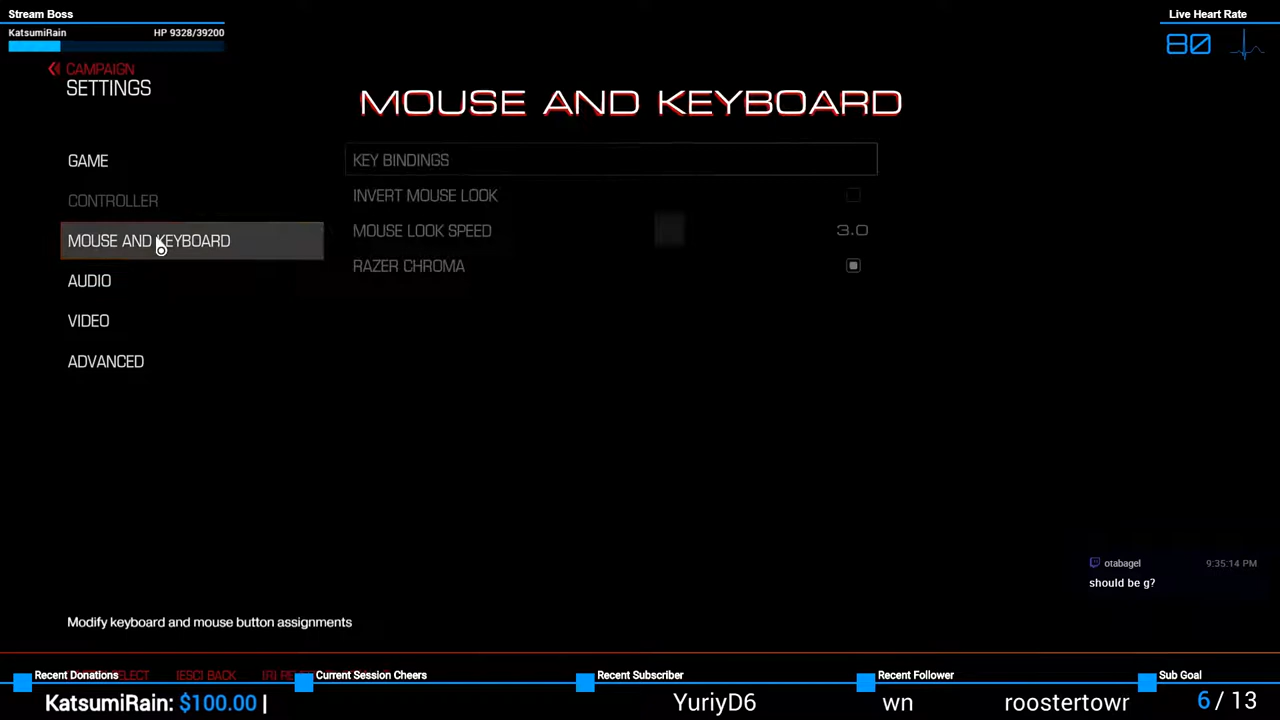 Stream Boss
KatsumiRain HP 9328/39200
Live Heart Rate
80
CAMPAIGN
SETTINGS
MOUSE AND KEYBOARD
GAME
CONTROLLER
MOUSE AND KEYBOARD
AUDIO
VIDEO
ADVANCED
KEY BINDINGS
INVERT MOUSE LOOK
MOUSE LOOK SPEED 3.0
RAZER CHROMA
otabagel 9:35:14 PM
should be g?
Modify keyboard and mouse button assignments
[ESC] BACK
Recent Donations
KatsumiRain: $100.00 |
Current Session Cheers
Recent Subscriber
YuriyD6
Recent Follower
wn roostertowr
Sub Goal
6 / 13